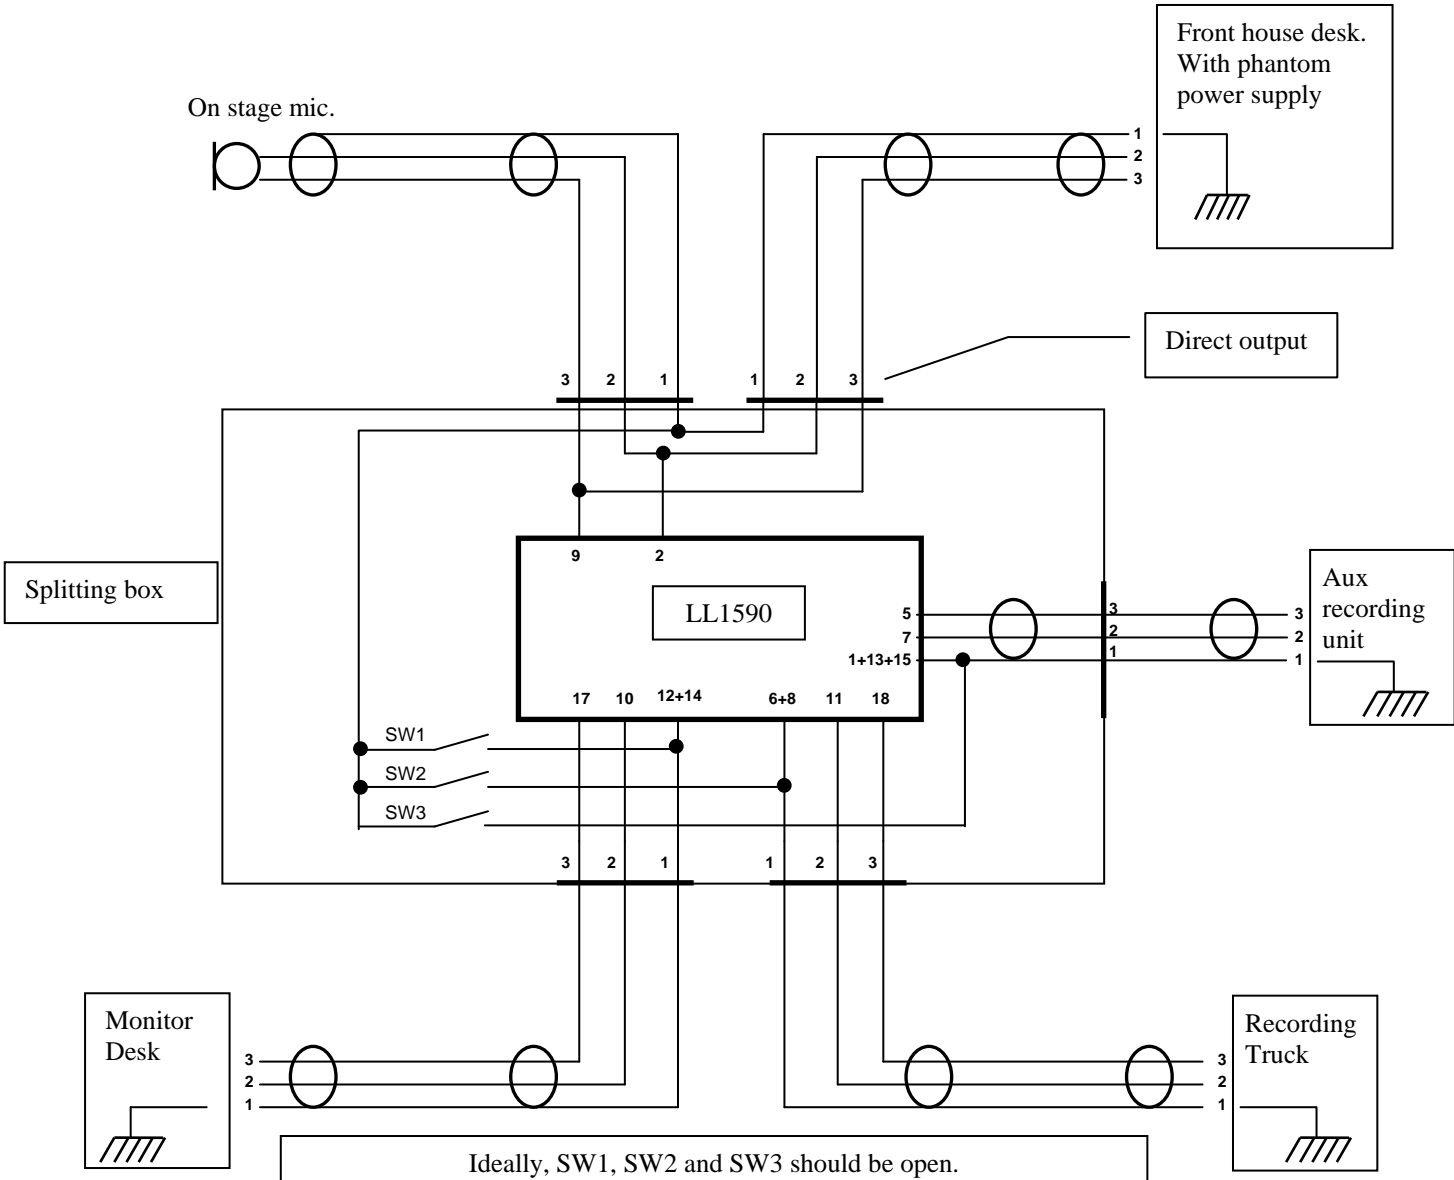 Front house desk.
With phantom
power supply
On stage mic.
1
2
3
Direct output
3 2 1 1 2 3
9 2
Splitting box
LL1590
Aux
recording
unit
5 3 3
7 2 2
1+13+15 1 1
17 10 12+14 6+8 11 18
SW1
SW2
SW3
3 2 1 1 2 3
Monitor
Desk
3
2
1
Recording
Truck
3
2
1
Ideally, SW1, SW2 and SW3 should be open.